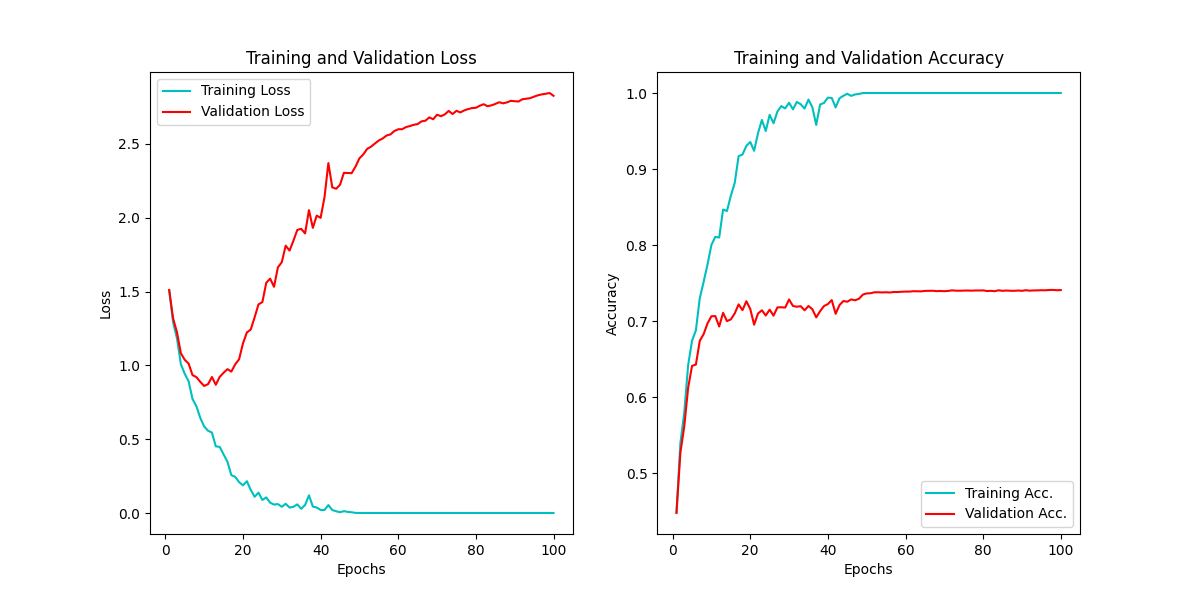 Training and Validation Loss
Training Loss
Validation Loss
2.5
2.0
1.5
1.0
0.5
0.0
Loss
0 20 40 60 80 100
Epochs
Training and Validation Accuracy
1.0
0.9
0.8
0.7
0.6
0.5
Accuracy
Training Acc.
Validation Acc.
0 20 40 60 80 100
Epochs